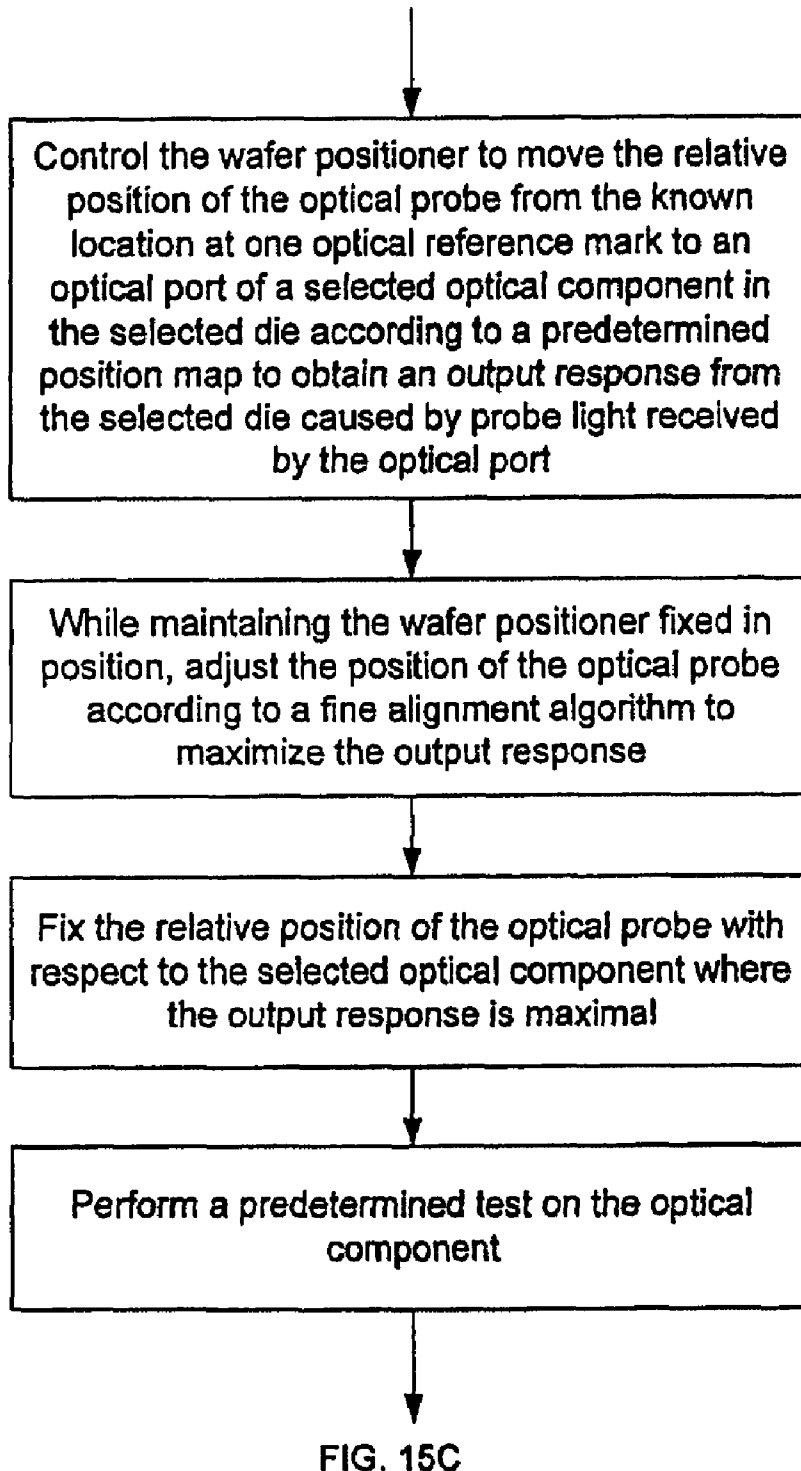 Control the wafer positioner to move the relative
position of the optical probe from the known
location at one optical reference mark to an
optical port of a selected optical component in
the selected die according to a predetermined
position map to obtain an output response from
the selected die caused by probe light received
by the optical port
While maintaining the wafer positioner fixed in
position, adjust the position of the optical probe
according to a fine alignment algorithm to
maximize the output response
Fix the relative position of the optical probe with
respect to the selected optical component where
the output response is maximal
Perform a predetermined test on the optical
component
FIG. 15C